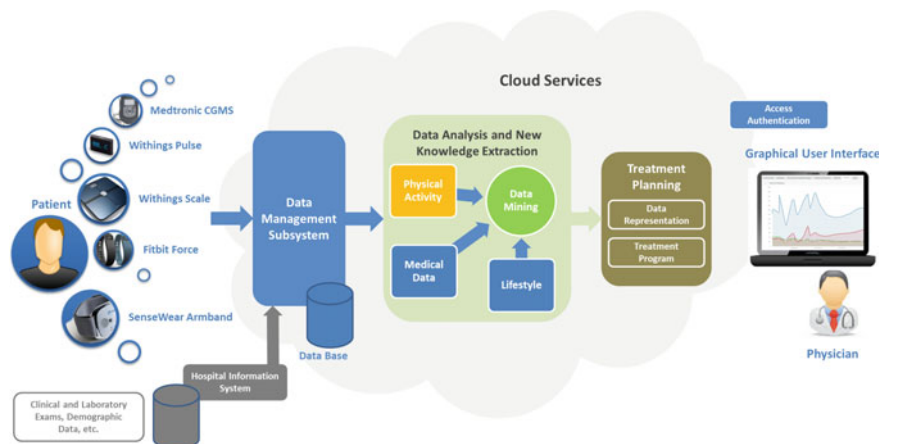 Cloud Services
Medtronic CGMS
Withings Pulse
Withings Scale
Patient
Fitbit Force
SenseWear Armband
Data
Management
Subsystem
Data Base
Hospital Information
System
Clinical and Laboratory
Exams, Demographic
Data, etc.
Data Analysis and New
Knowledge Extraction
Physical
Activity
Data
Mining
Medical
Data
Lifestyle
Treatment
Planning
Data
Representation
Treatment
Program
Access
Authentication
Graphical User Interface
Physician